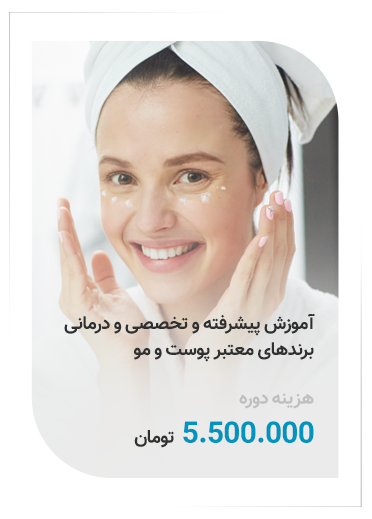 آموزش پیشرفته و تخصصی و درمانی
برندهای معتبر پوست و مو
هزینه دوره
5.500.000 تومان